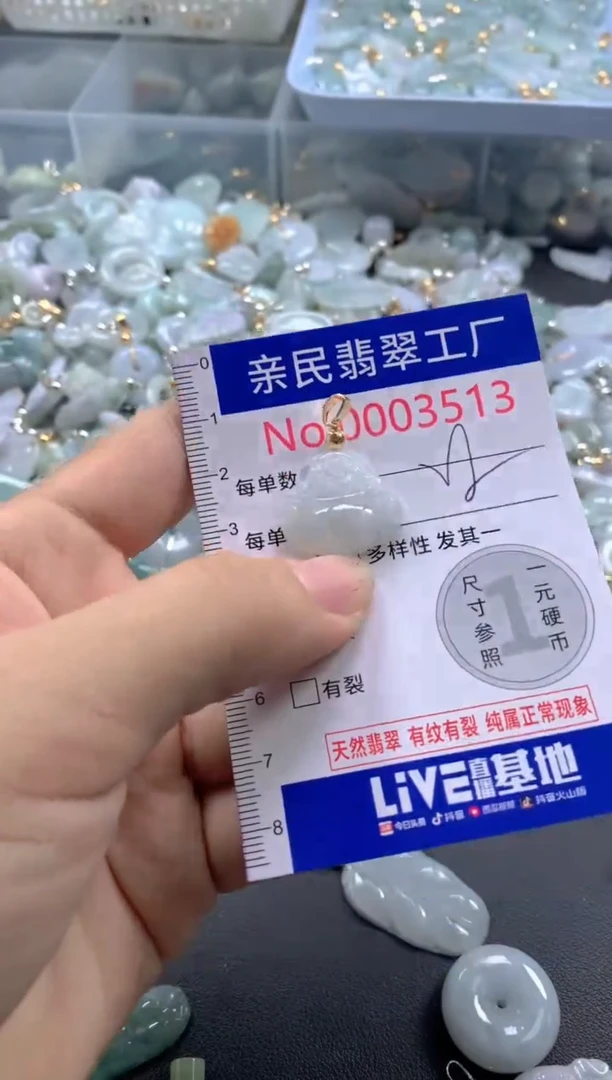 亲民翡翠工厂
No 0003513
0
1
2
3
6
7
8
每单数
每单
多样性 发其一
尺寸参照
1
一元硬币
有裂
天然翡翠 有纹有裂 纯属正常现象
LiVE直播基地
今日头条 抖音 西瓜视频 抖音火山版